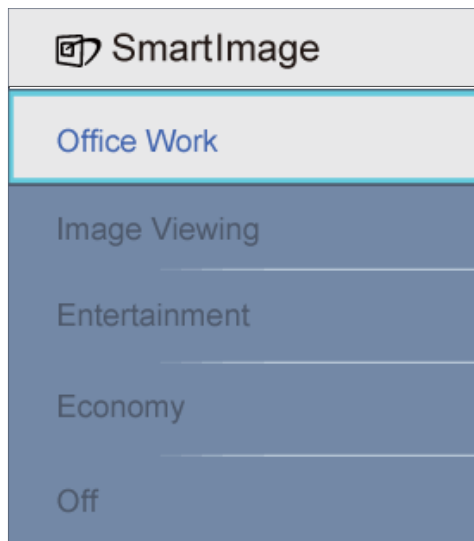 SmartImage
Office Work
Image Viewing
Entertainment
Economy
Off